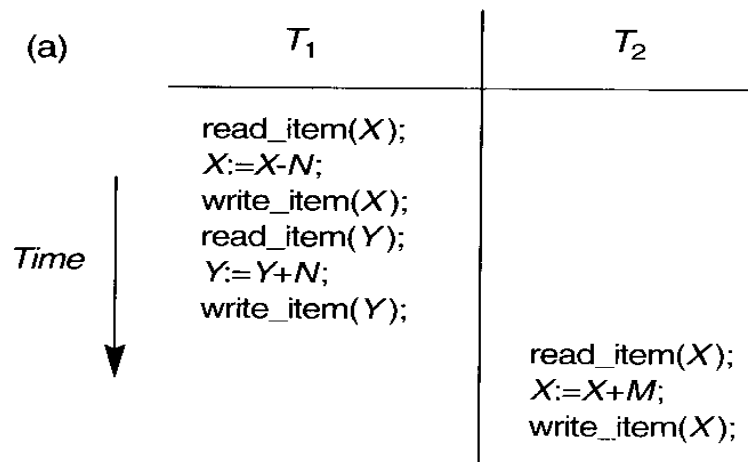 (a)
T1
T2
read_item(X);
X:=X-N;
write_item(X);
read_item(Y);
Time
Y:=Y+N;
write_item(Y);
read_item(X);
X:=X+M;
write_item(X);